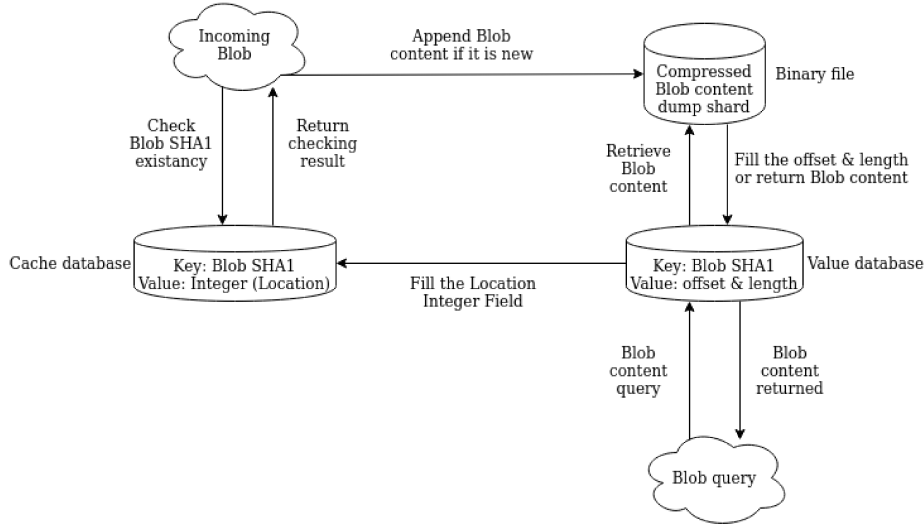 Incoming
Blob
Append Blob
content if it is new
Compressed
Blob content
dump shard
Binary file
Check
Blob SHA1
existancy
Return
checking
result
Retrieve
Blob
content
Fill the offset & length
or return Blob content
Cache database
Key: Blob SHA1
Value: Integer (Location)
Fill the Location
Integer Field
Key: Blob SHA1
Value: offset & length
Value database
Blob
content
query
Blob
content
returned
Blob query